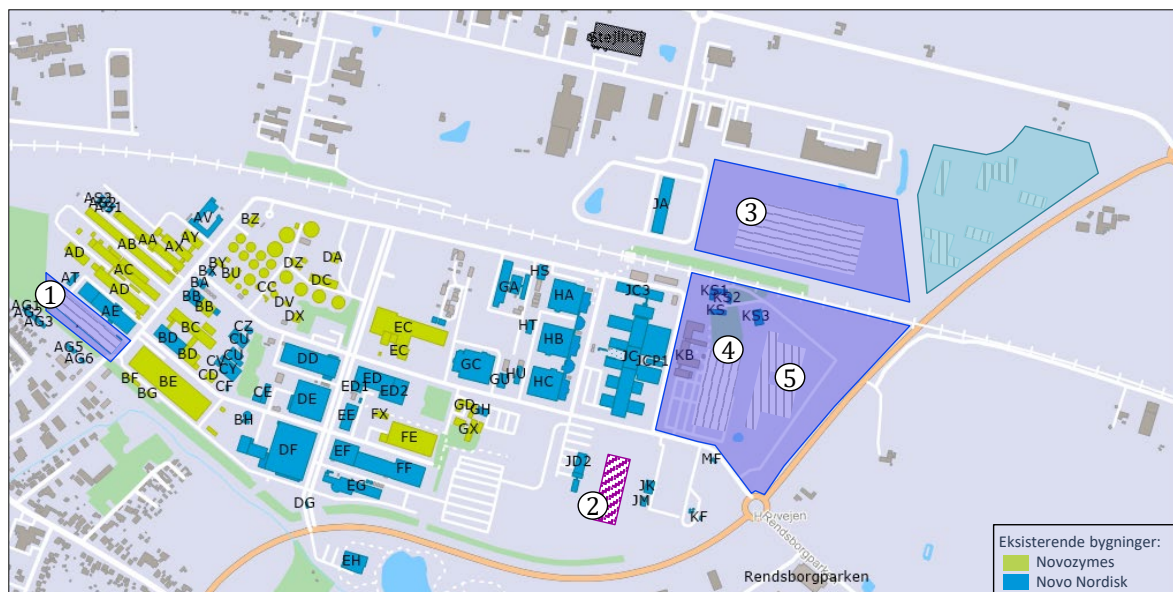 Stejlhøj
JA
3
AS3
AS2
AS1
AV
BZ
AD
AB
AA
AX
AY
AC
AD
AT
AE
1
AG1
AG2
AG3
AG5
AG6
BY
BX
BU
BA
BB
BB
CC
DZ
DA
DC
DV
DX
BC
BD
BD
CZ
CU
CU
CV
CY
CD
CF
BF
BE
BG
CE
BH
DD
DE
DF
DG
EC
EC
ED
ED1
ED2
EE
FX
FE
EF
FF
EG
EH
GA
HS
HA
HT
HB
HC
HU
GU
GC
GD
GH
GX
JC3
JC
JCP1
KS1
KS2
KS
KS3
KB
4
5
JD2
2
JK
JM
MF
KF
Rendsborgparken
Eksisterende bygninger:
Novozymes
Novo Nordisk